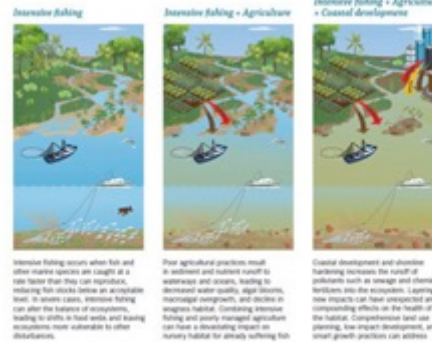 Intensive fishing
Intensive fishing + Agriculture
Intensive fishing + Agricultu
+ Coastal development
Intensive fishing occurs when fish and
other marine species are caught at a
rate faster than they can reproduce,
reducing fish stocks below an acceptable
level. In severe cases, intensive fishing
can alter the balance of ecosystems,
leading to shifts in food webs and leaving
ecosystems more vulnerable to other
disturbances.
Poor agricultural practices result
in sediment and nutrient runoff to
waterways and oceans, leading to
decreased water quality, algal blooms,
macroalgal overgrowth, and decline in
seagrass habitat. Combining intensive
fishing and poorly managed agriculture
can have a devastating impact on
nursery habitat for already suffering fish
Coastal development and shoreline
hardening increases the runoff of
pollutants such as sewage and chemi
fertilizers into the ecosystem. Layering
new impacts can have unexpected an
compounding effects on the health of
the habitat. Comprehensive land use
planning, low-impact development, an
smart growth practices can address